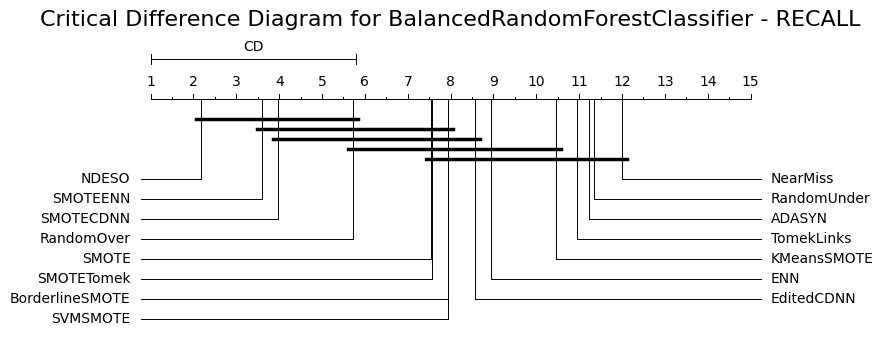 Critical Difference Diagram for BalancedRandomForestClassifier - RECALL
CD
1 2 3 4 5 6 7 8 9 10 11 12 13 14 15
NDESO NearMiss
SMOTEENN RandomUnder
SMOTECDNN ADASYN
RandomOver TomekLinks
SMOTE KMeansSMOTE
SMOTETomek ENN
BorderlineSMOTE EditedCDNN
SVMSMOTE